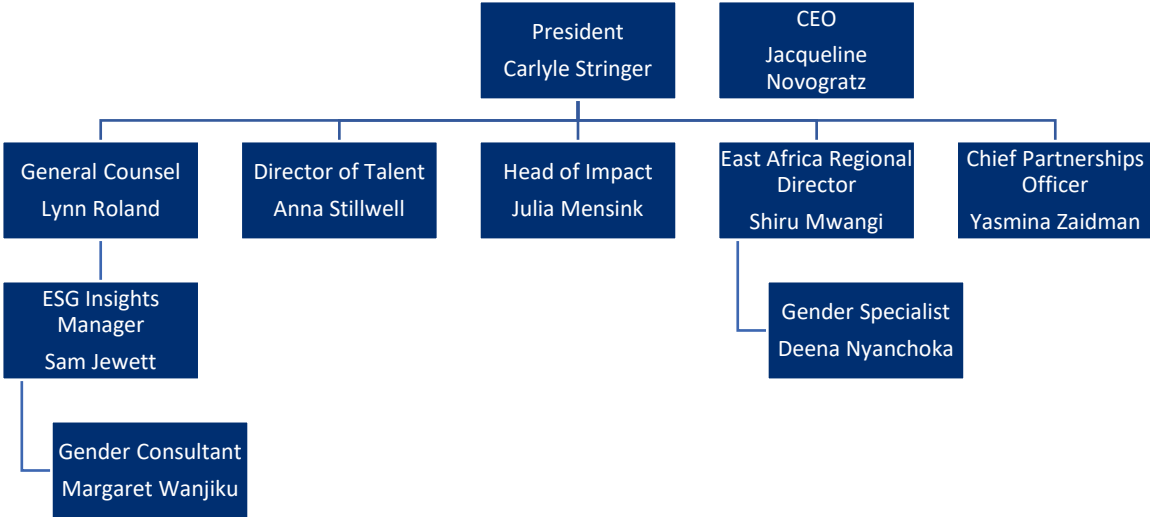 President
Carlyle Stringer
CEO
Jacqueline
Novogratz
General Counsel
Lynn Roland
Director of Talent
Anna Stillwell
Head of Impact
Julia Mensink
East Africa Regional
Director
Shiru Mwangi
Chief Partnerships
Officer
Yasmina Zaidman
ESG Insights
Manager
Sam Jewett
Gender Specialist
Deena Nyanchoka
Gender Consultant
Margaret Wanjiku